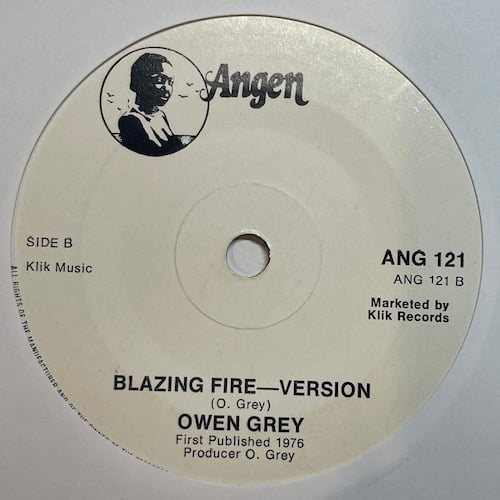 Angen
SIDE B
Klik Music
ANG 121
ANG 121 B
Marketed by
Klik Records
BLAZING FIRE—VERSION
(O. Grey)
OWEN GREY
First Published 1976
Producer O. Grey
ALL RIGHTS OF THE MANUFACTURER AND OF THE OWNER OF THE